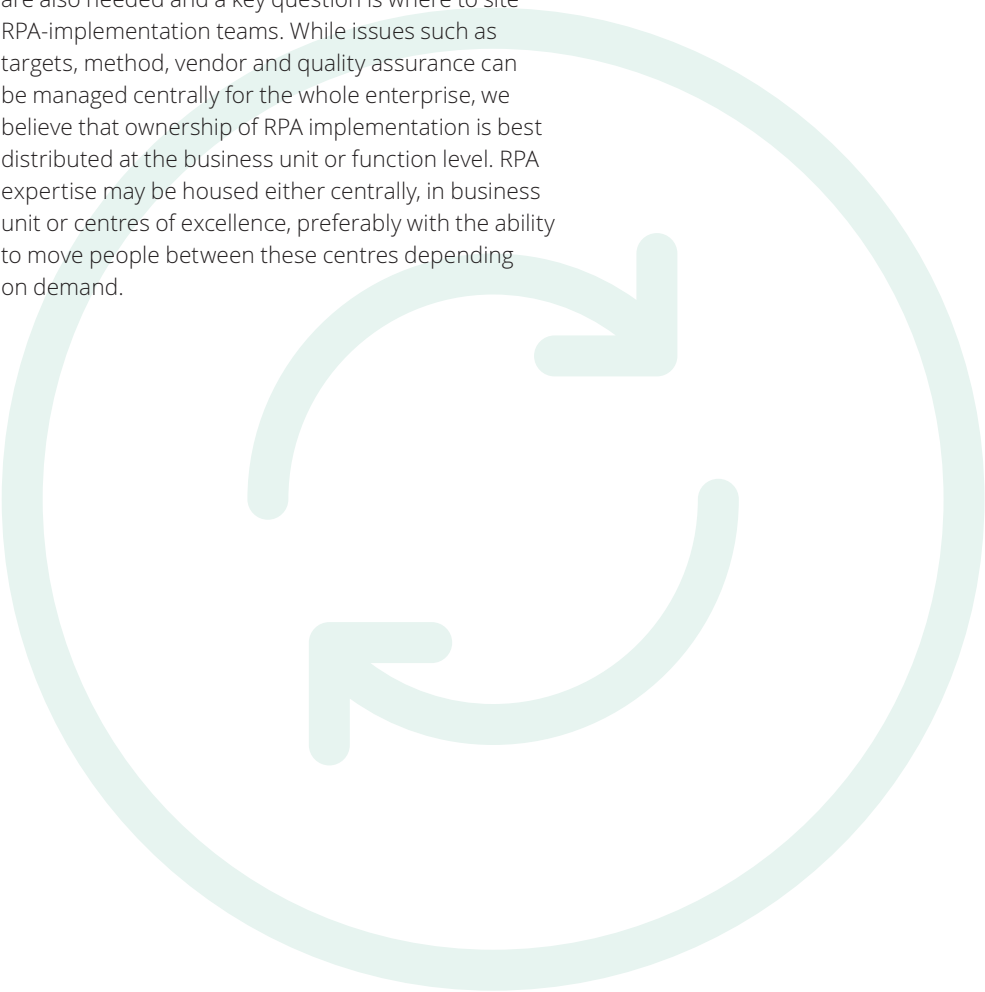 are also needed and a key question is where to site
RPA-implementation teams. While issues such as
targets, method, vendor and quality assurance can
be managed centrally for the whole enterprise, we
believe that ownership of RPA implementation is best
distributed at the business unit or function level. RPA
expertise may be housed either centrally, in business
unit or centres of excellence, preferably with the ability
to move people between these centres depending
on demand.